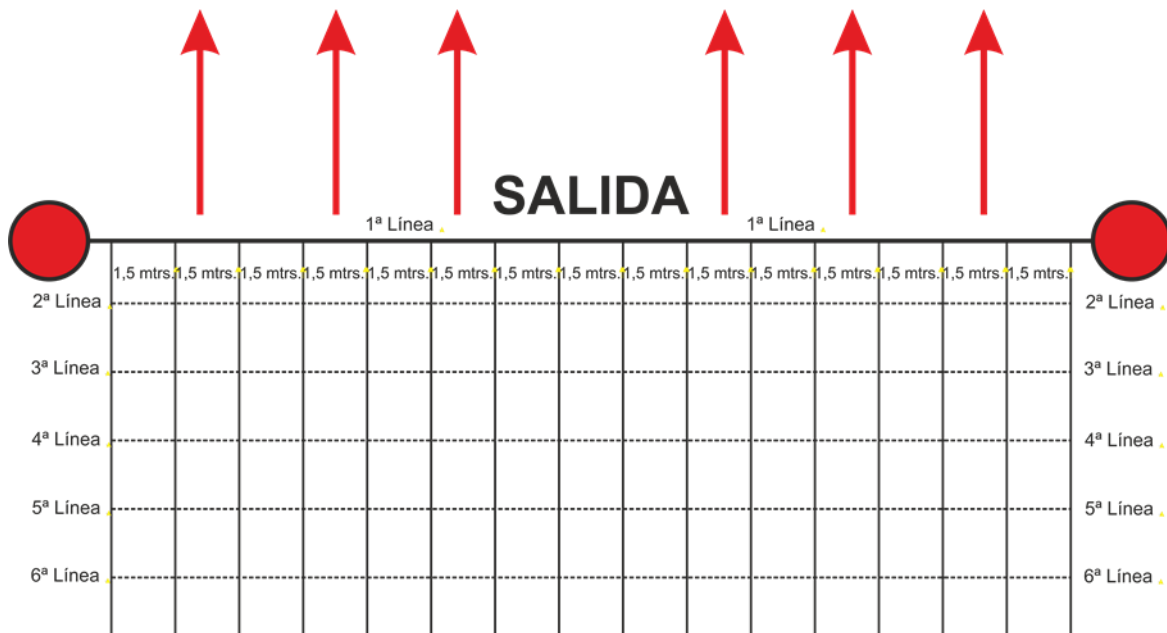 SALIDA
1ª Línea 1ª Línea
1,5 mtrs. 1,5 mtrs. 1,5 mtrs. 1,5 mtrs. 1,5 mtrs. 1,5 mtrs. 1,5 mtrs. 1,5 mtrs. 1,5 mtrs. 1,5 mtrs. 1,5 mtrs. 1,5 mtrs. 1,5 mtrs. 1,5 mtrs. 1,5 mtrs.
2ª Línea 2ª Línea
3ª Línea 3ª Línea
4ª Línea 4ª Línea
5ª Línea 5ª Línea
6ª Línea 6ª Línea